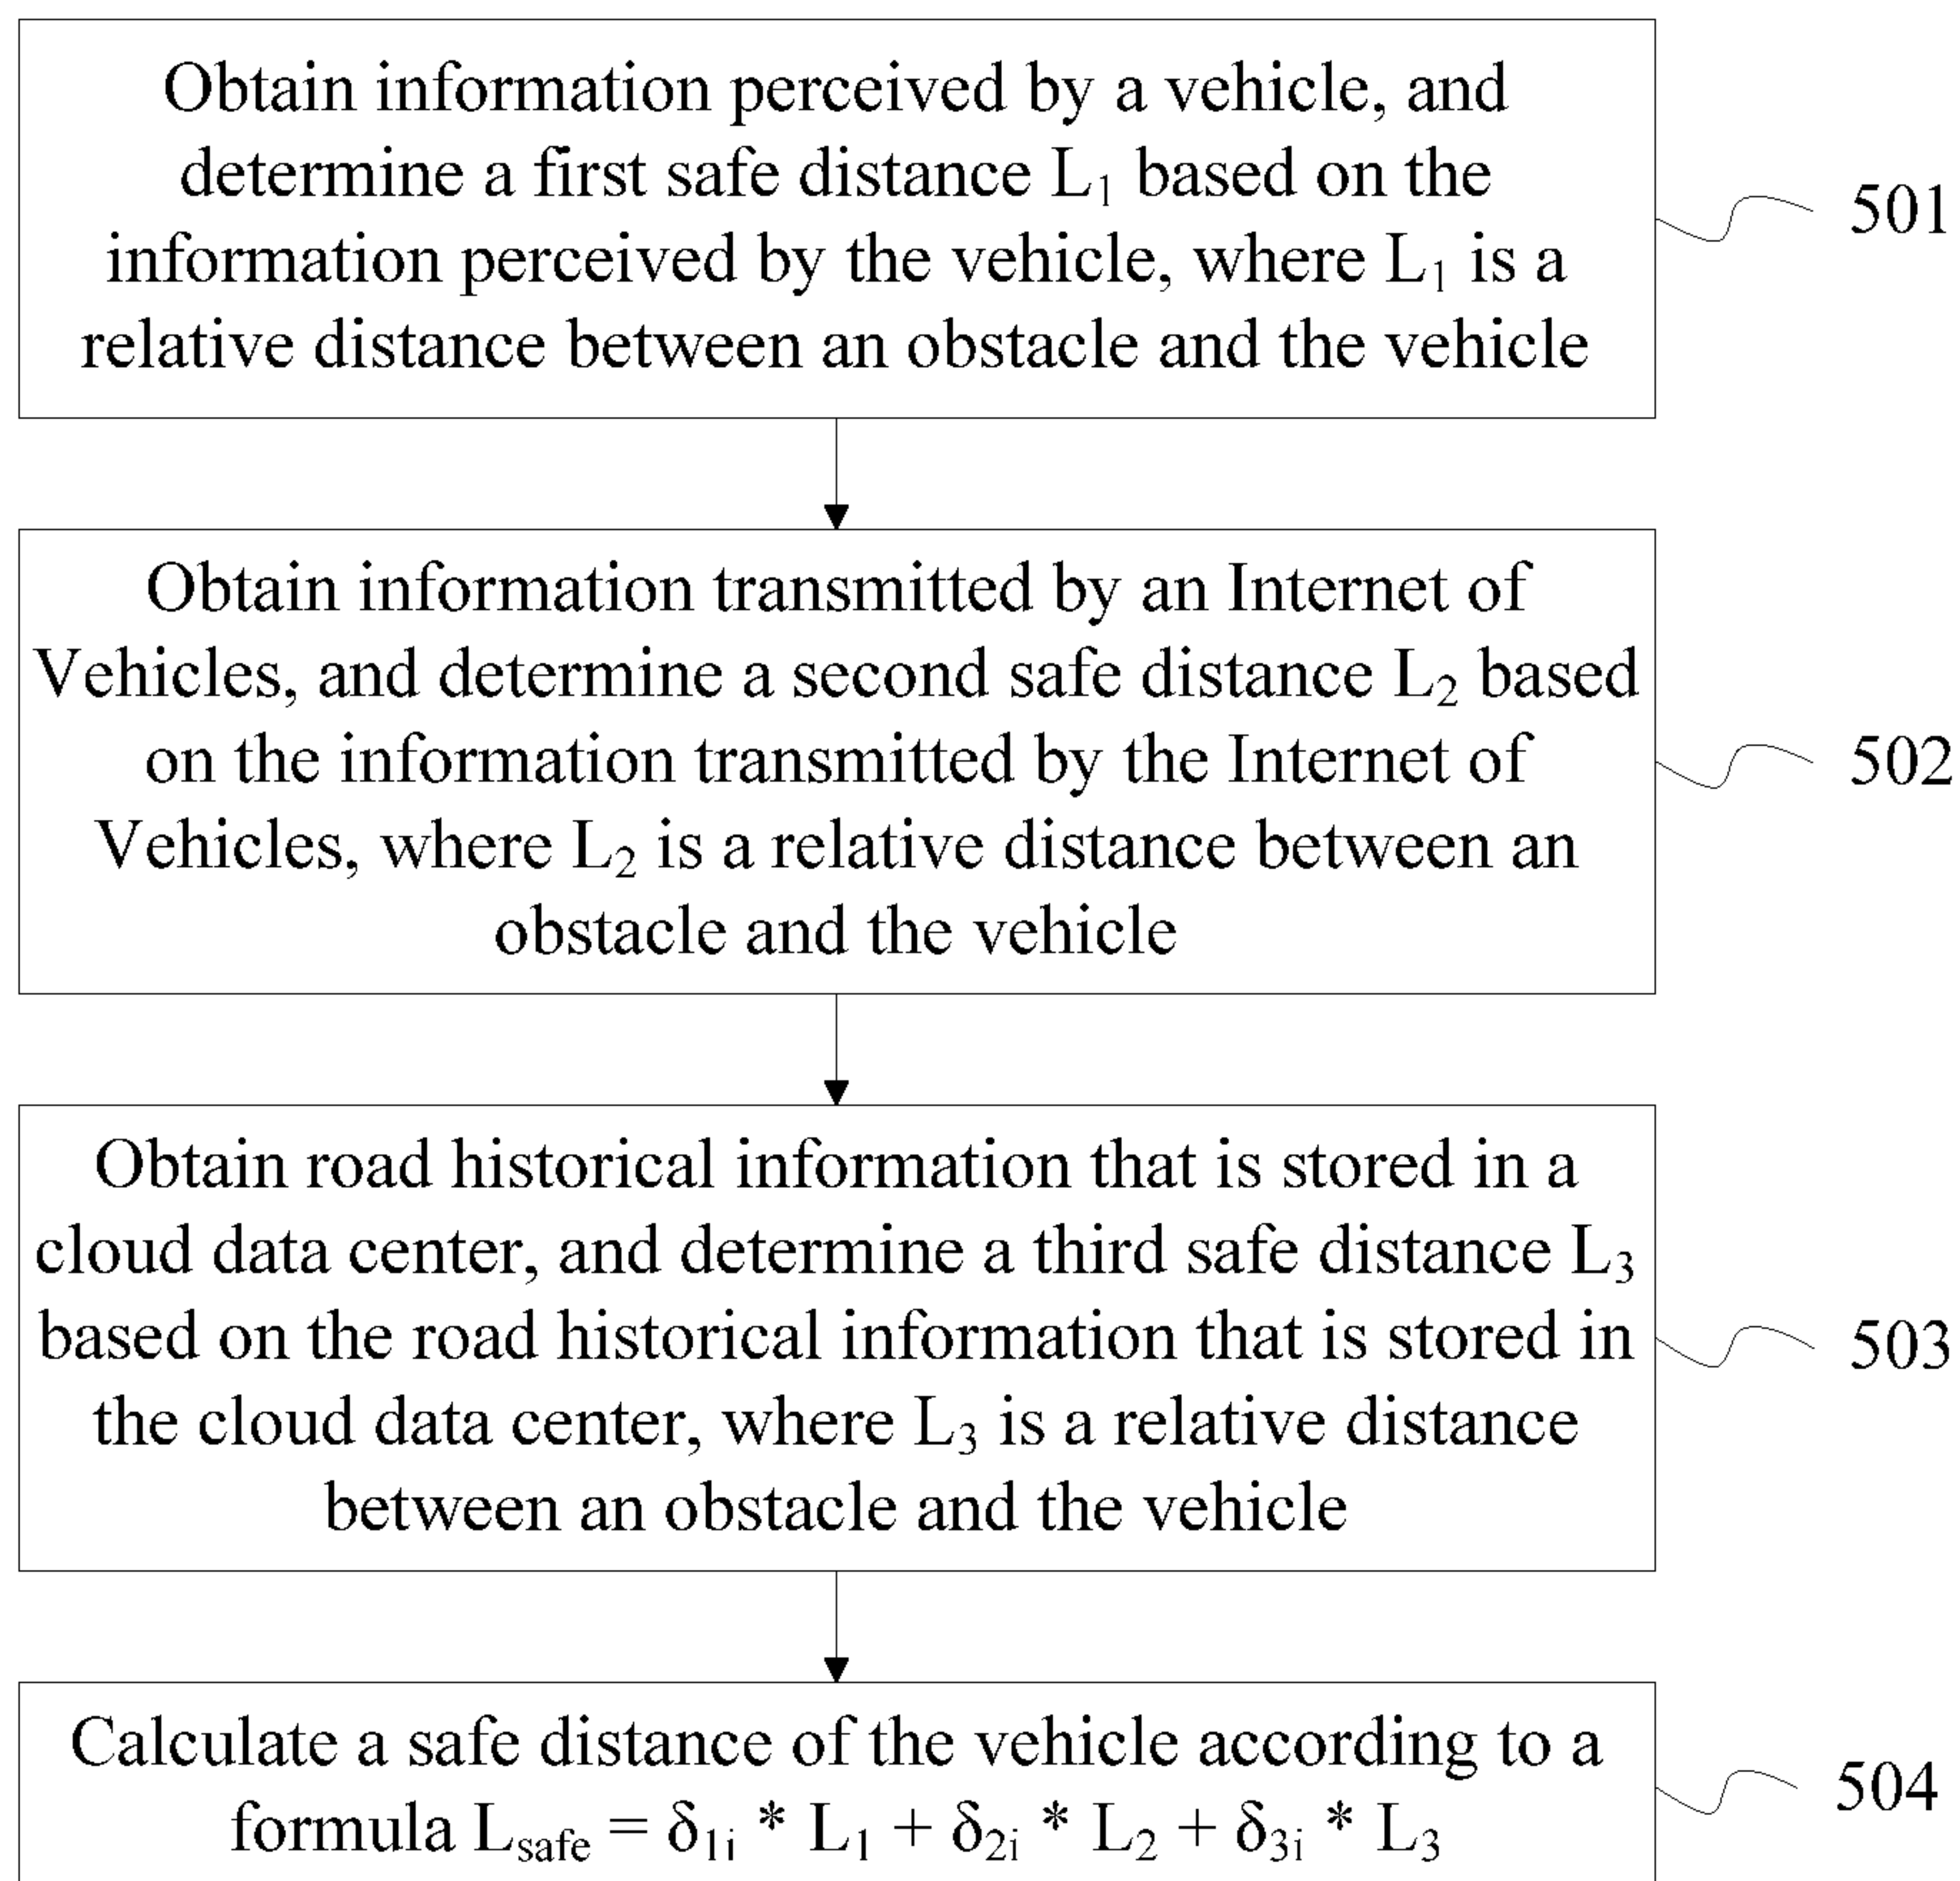 Obtain information perceived by a vehicle, and
determine a first safe distance L₁ based on the
information perceived by the vehicle, where L₁ is a
relative distance between an obstacle and the vehicle
501
Obtain information transmitted by an Internet of
Vehicles, and determine a second safe distance L₂ based
on the information transmitted by the Internet of
Vehicles, where L₂ is a relative distance between an
obstacle and the vehicle
502
Obtain road historical information that is stored in a
cloud data center, and determine a third safe distance L₃
based on the road historical information that is stored in
the cloud data center, where L₃ is a relative distance
between an obstacle and the vehicle
503
Calculate a safe distance of the vehicle according to a
formula Lsafe = δ₁ᵢ * L₁ + δ₂ᵢ * L₂ + δ₃ᵢ * L₃
504